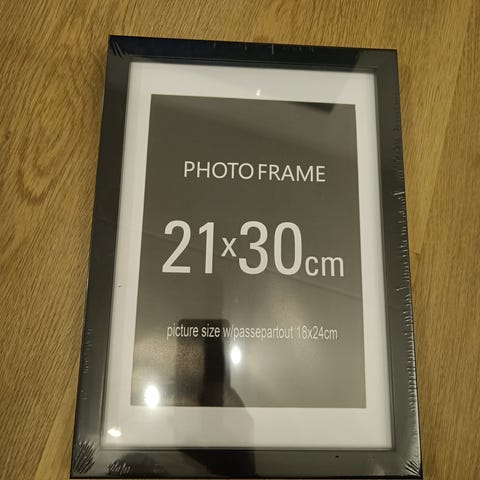 PHOTO FRAME
21x30cm
picture size w/passepartout 18x24cm